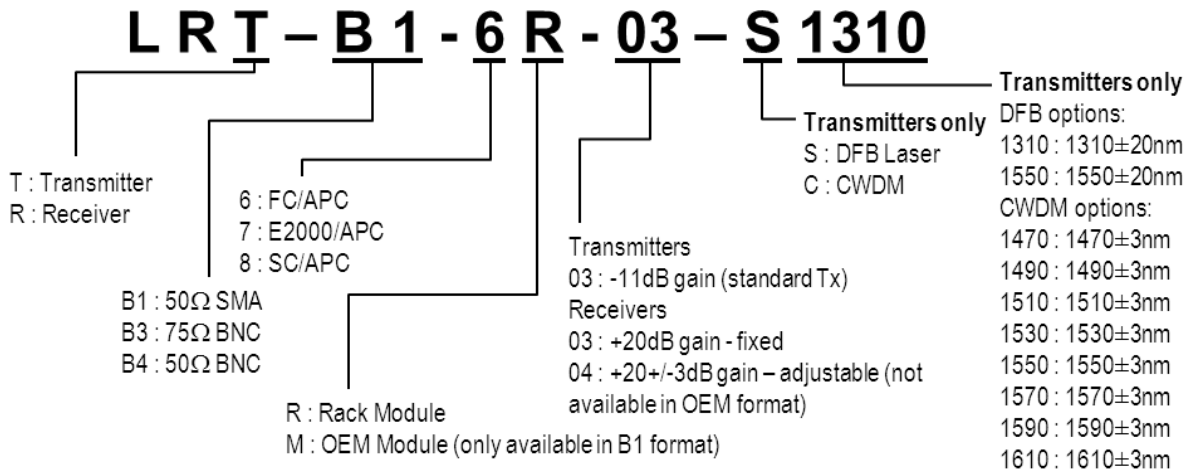 LRT – B1 - 6R - 03 – S1310
T : Transmitter
R : Receiver
B1 : 50Ω SMA
B3 : 75Ω BNC
B4 : 50Ω BNC
6 : FC/APC
7 : E2000/APC
8 : SC/APC
R : Rack Module
M : OEM Module (only available in B1 format)
Transmitters
03 : -11dB gain (standard Tx)
Receivers
03 : +20dB gain - fixed
04 : +20+/-3dB gain – adjustable (not
available in OEM format)
Transmitters only
S : DFB Laser
C : CWDM
Transmitters only
DFB options:
1310 : 1310±20nm
1550 : 1550±20nm
CWDM options:
1470 : 1470±3nm
1490 : 1490±3nm
1510 : 1510±3nm
1530 : 1530±3nm
1550 : 1550±3nm
1570 : 1570±3nm
1590 : 1590±3nm
1610 : 1610±3nm